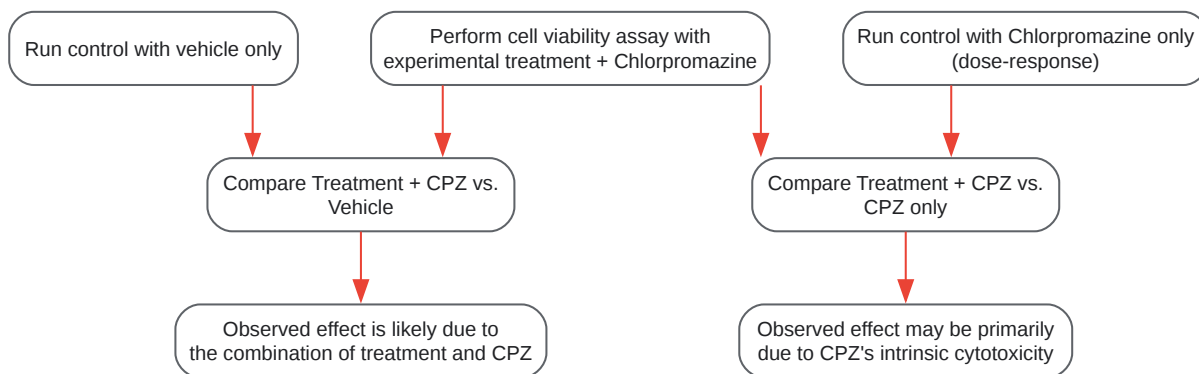 Run control with vehicle only
Perform cell viability assay with
experimental treatment + Chlorpromazine
Run control with Chlorpromazine only
(dose-response)
Compare Treatment + CPZ vs.
Vehicle
Compare Treatment + CPZ vs.
CPZ only
Observed effect is likely due to
the combination of treatment and CPZ
Observed effect may be primarily
due to CPZ's intrinsic cytotoxicity